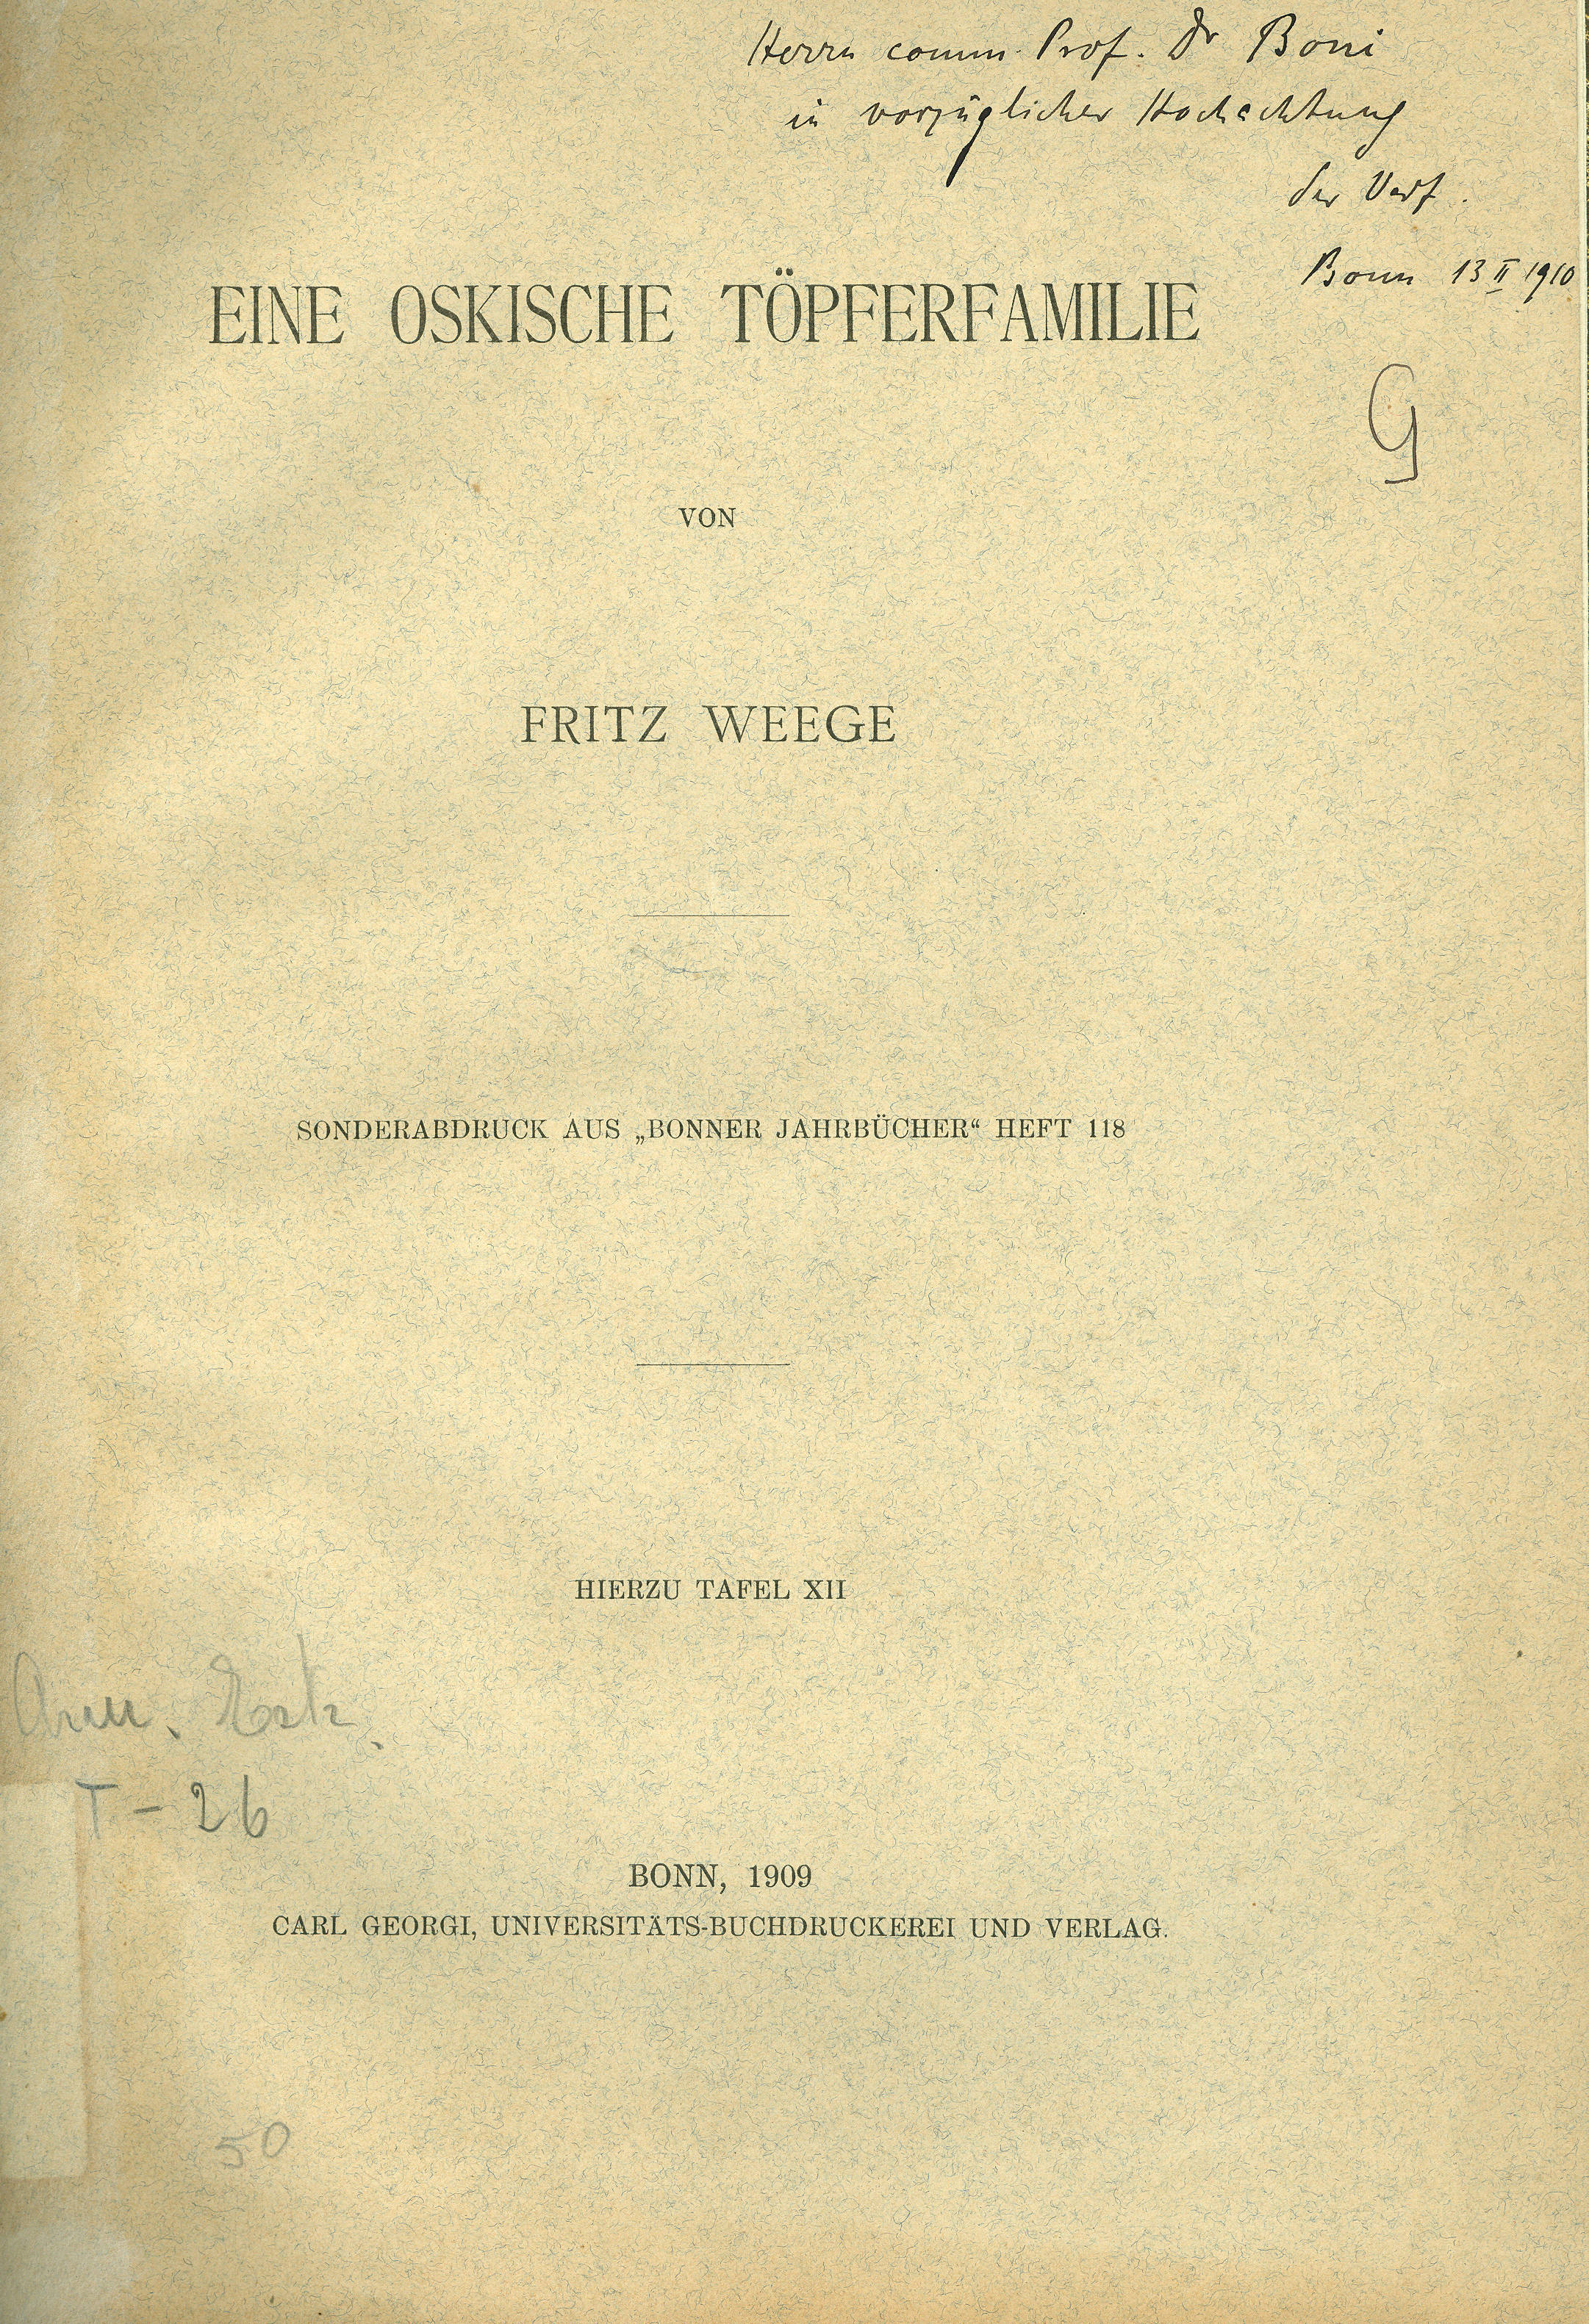 Herrn comm. Prof. Dr Boni
in vorzüglicher Hochachtung
der Verf.
Bonn 13 II 1910
EINE OSKISCHE TÖPFERFAMILIE
G
VON
FRITZ WEEGE
SONDERABDRUCK AUS „BONNER JAHRBÜCHER“ HEFT 118
HIERZU TAFEL XII
T - 26
BONN, 1909
CARL GEORGI, UNIVERSITÄTS-BUCHDRUCKEREI UND VERLAG.
50